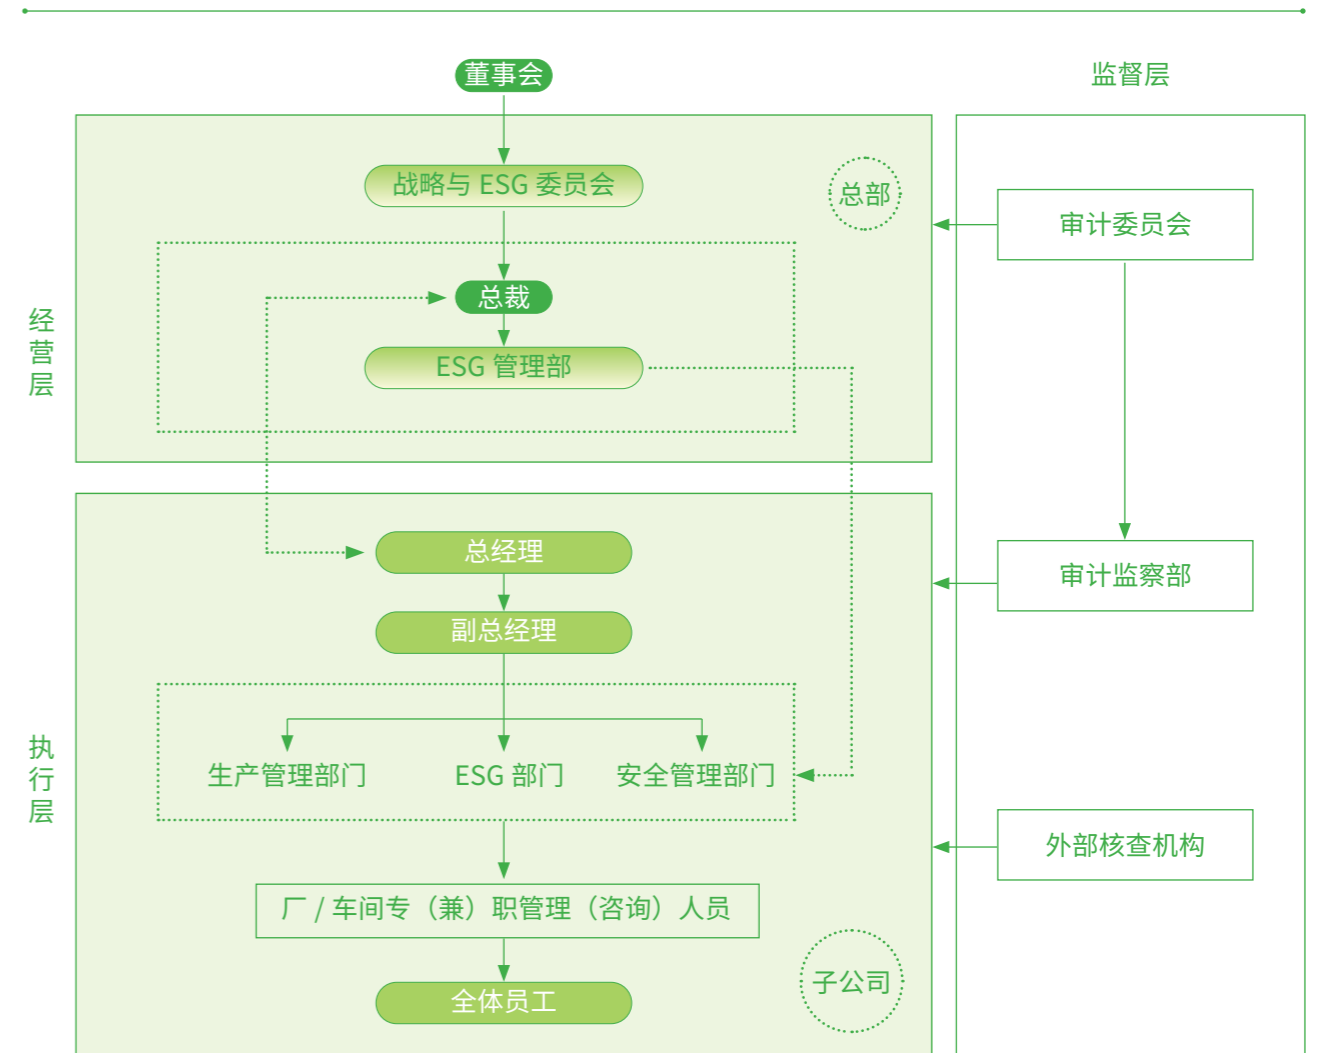 董事会
监督层
战略与 ESG 委员会
总部
审计委员会
总裁
经营层
ESG 管理部
总经理
审计监察部
副总经理
执行层
生产管理部门
ESG 部门
安全管理部门
外部核查机构
厂 / 车间专（兼）职管理（咨询）人员
子公司
全体员工